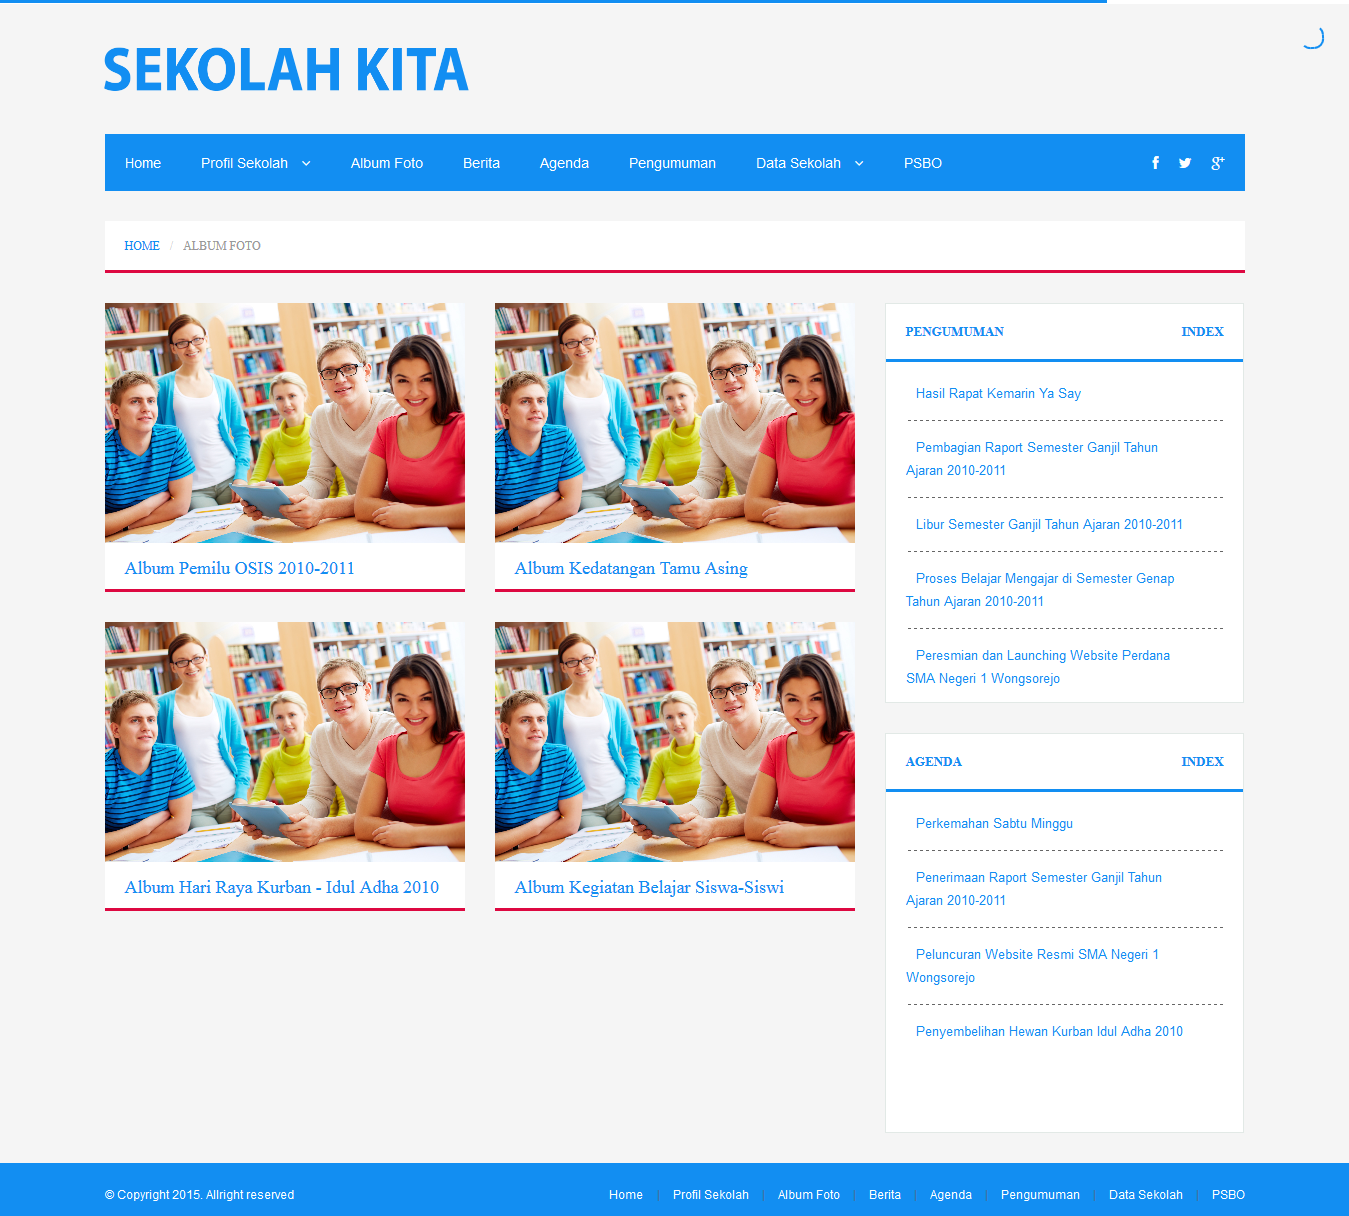 SEKOLAH KITA
Home Profil Sekolah Album Foto Berita Agenda Pengumuman Data Sekolah PSBO
HOME / ALBUM FOTO
Album Pemilu OSIS 2010-2011
Album Kedatangan Tamu Asing
Album Hari Raya Kurban - Idul Adha 2010
Album Kegiatan Belajar Siswa-Siswi
PENGUMUMAN INDEX
Hasil Rapat Kemarin Ya Say
Pembagian Raport Semester Ganjil Tahun
Ajaran 2010-2011
Libur Semester Ganjil Tahun Ajaran 2010-2011
Proses Belajar Mengajar di Semester Genap
Tahun Ajaran 2010-2011
Peresmian dan Launching Website Perdana
SMA Negeri 1 Wongsorejo
AGENDA INDEX
Perkemahan Sabtu Minggu
Penerimaan Raport Semester Ganjil Tahun
Ajaran 2010-2011
Peluncuran Website Resmi SMA Negeri 1
Wongsorejo
Penyembelihan Hewan Kurban Idul Adha 2010
© Copyright 2015. Allright reserved
Home | Profil Sekolah | Album Foto | Berita | Agenda | Pengumuman | Data Sekolah | PSBO